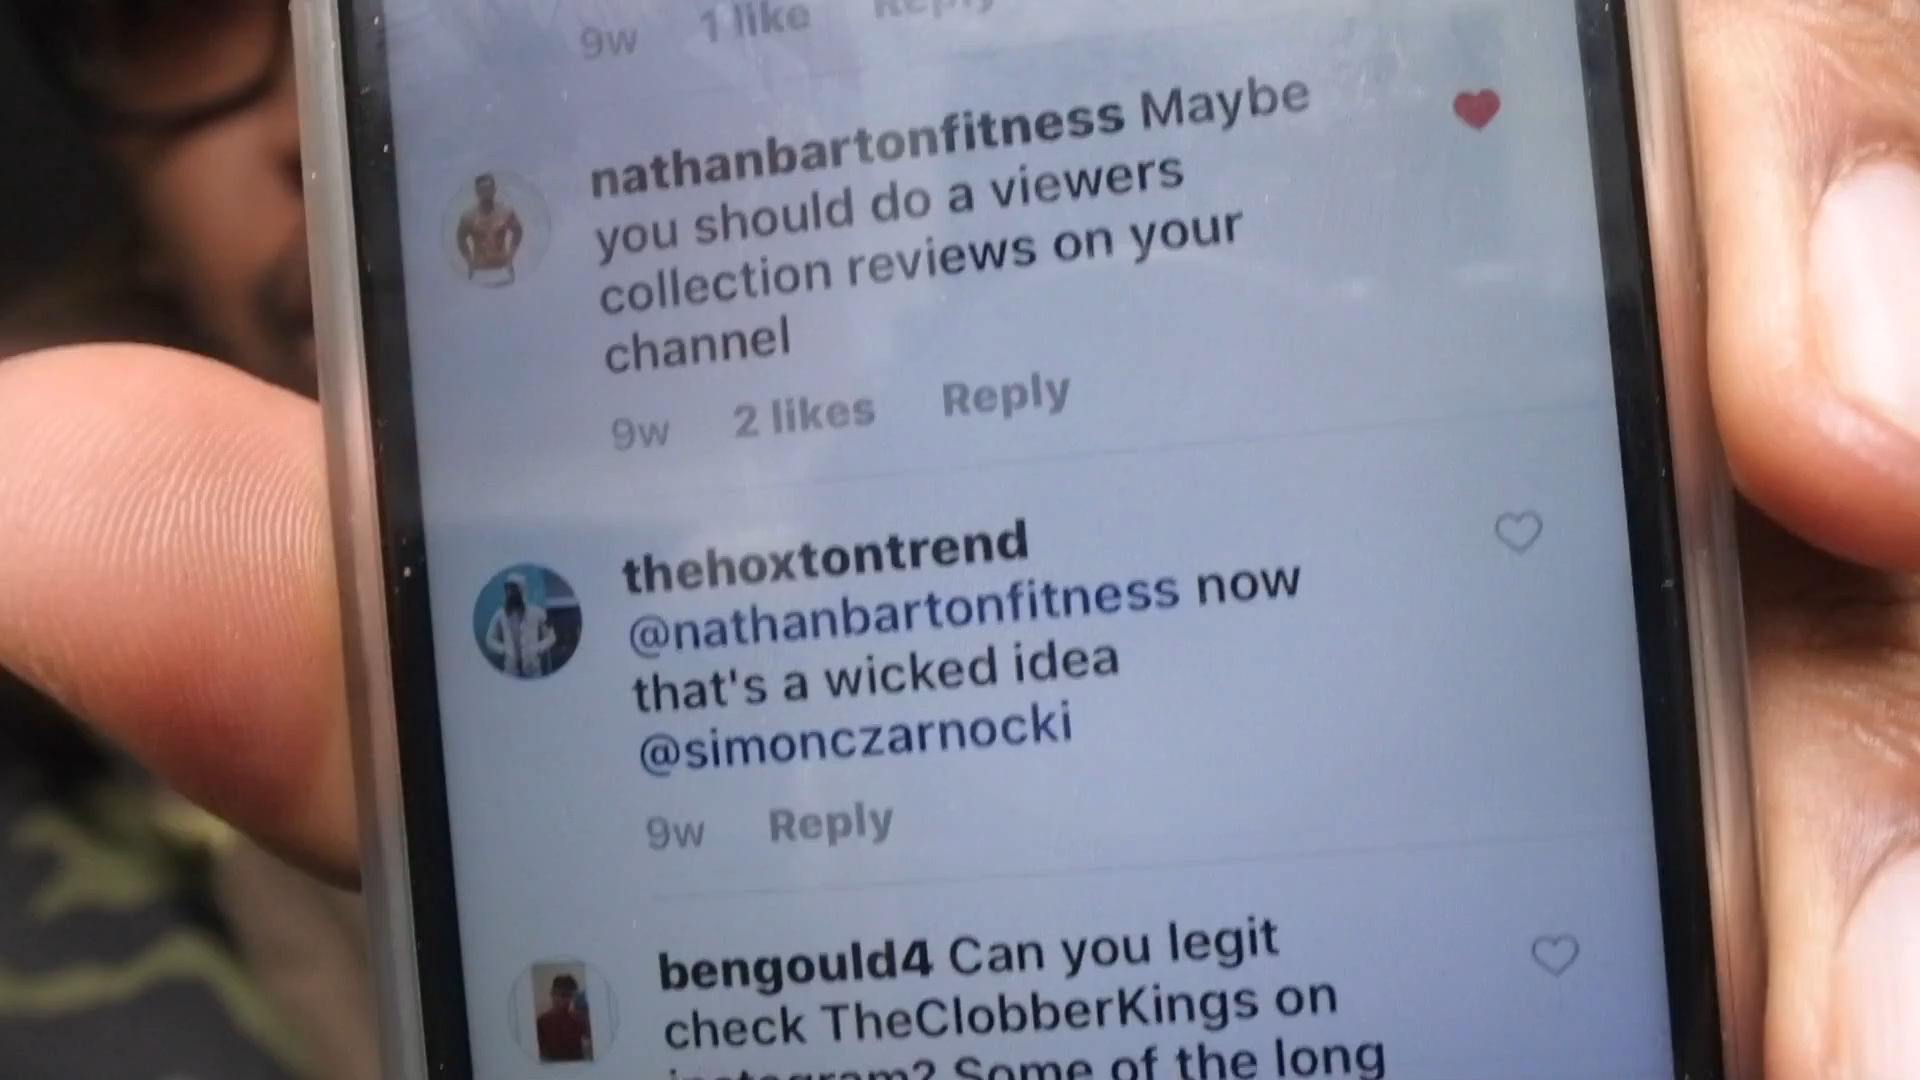 9w 1 like Reply
nathanbartonfitness Maybe
you should do a viewers
collection reviews on your
channel
9w 2 likes Reply
thehoxtontrend
@nathanbartonfitness now
that's a wicked idea
@simonczarnocki
9w Reply
bengould4 Can you legit
check TheClobberKings on
instagram? Some of the long